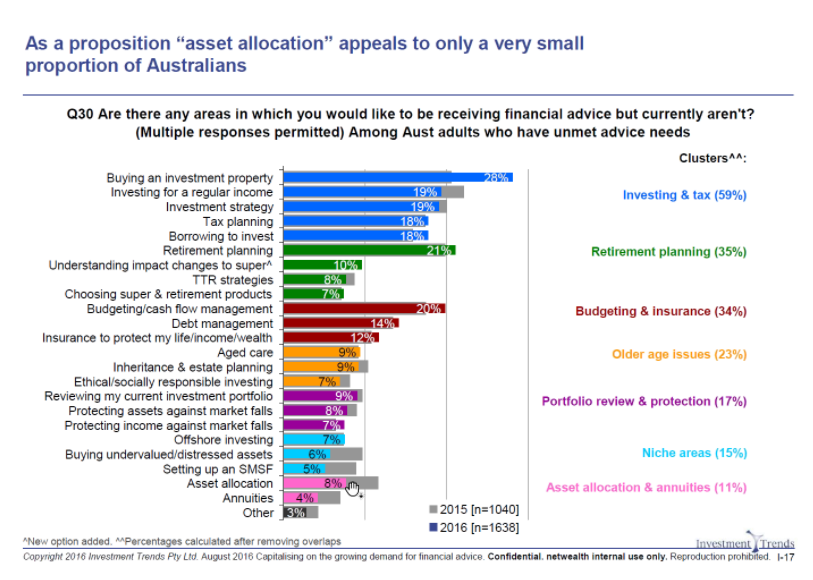 As a proposition “asset allocation” appeals to only a very small
proportion of Australians
Q30 Are there any areas in which you would like to be receiving financial advice but currently aren't?
(Multiple responses permitted) Among Aust adults who have unmet advice needs
Clusters^^:
Buying an investment property 28%
Investing for a regular income 19%
Investing & tax (59%)
Investment strategy 19%
Tax planning 18%
Borrowing to invest 18%
Retirement planning 21%
Retirement planning (35%)
Understanding impact changes to super^ 10%
TTR strategies 8%
Choosing super & retirement products 7%
Budgeting/cash flow management 20%
Budgeting & insurance (34%)
Debt management 14%
Insurance to protect my life/income/wealth 12%
Aged care 9%
Older age issues (23%)
Inheritance & estate planning 9%
Ethical/socially responsible investing 7%
Reviewing my current investment portfolio 9%
Portfolio review & protection (17%)
Protecting assets against market falls 8%
Protecting income against market falls 7%
Offshore investing 7%
Buying undervalued/distressed assets 6%
Niche areas (15%)
Setting up an SMSF 5%
Asset allocation 8%
Asset allocation & annuities (11%)
Annuities 4%
Other 3%
2015 [n=1040]
2016 [n=1638]
^New option added. ^^Percentages calculated after removing overlaps
Investment Trends
Copyright 2016 Investment Trends Pty Ltd. August 2016 Capitalising on the growing demand for financial advice. Confidential. netwealth internal use only. Reproduction prohibited. I-17